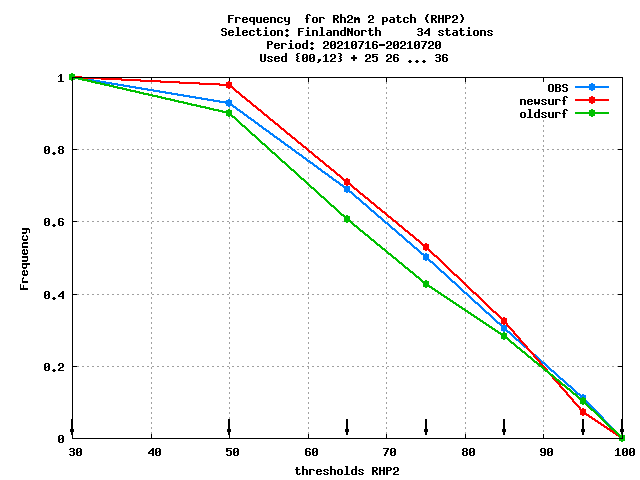 Frequency  for Rh2m 2 patch (RHP2)
Selection: FinlandNorth     34 stations
Period: 20210716-20210720
Used {00,12} + 25 26 ... 36
OBS
newsurf
oldsurf
1
0.8
0.6
0.4
0.2
0
Frequency
30 40 50 60 70 80 90 100
thresholds RHP2